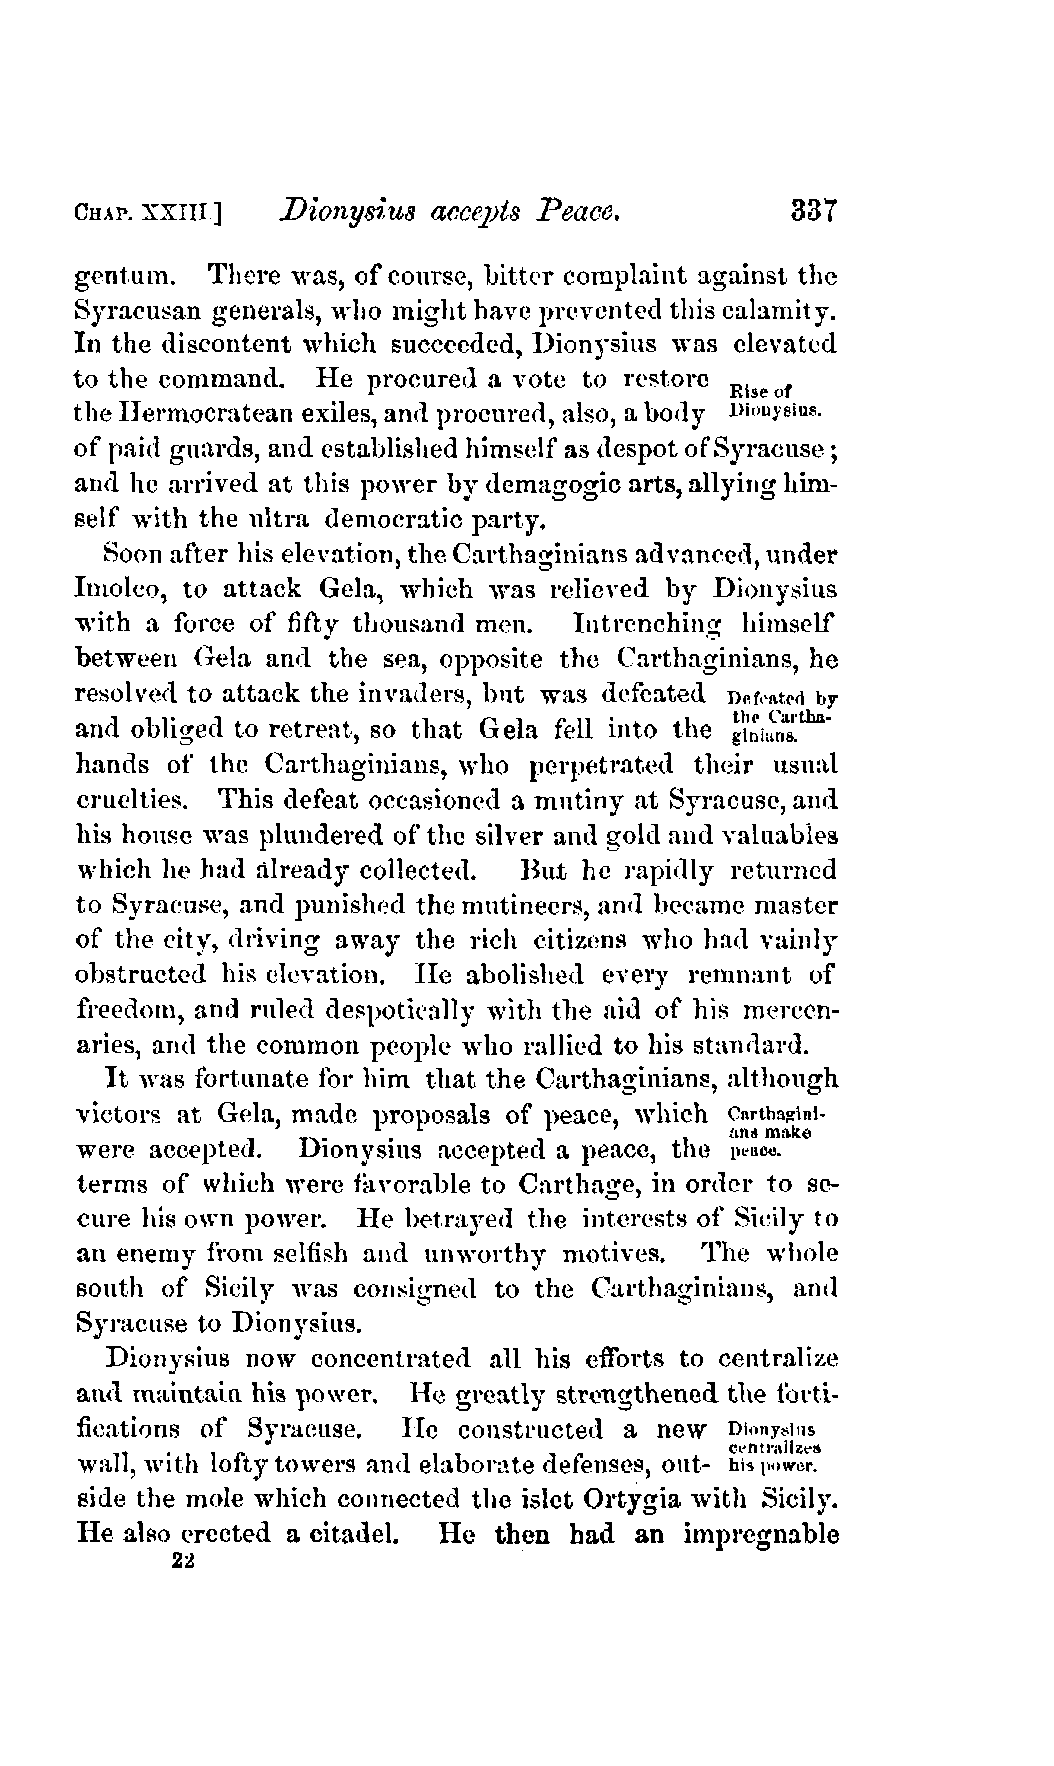 CHAP. XXIII.] Dionysius accepts Peace. 337
gentum. There was, of course, bitter complaint against the
Syracusan generals, who might have prevented this calamity.
In the discontent which succeeded, Dionysius was elevated
to the command. He procured a vote to restore
Rise of
the Hermocratean exiles, and procured, also, a body
Dionysius.
of paid guards, and established himself as despot of Syracuse;
and he arrived at this power by demagogic arts, allying him-
self with the ultra democratic party.
Soon after his elevation, the Carthaginians advanced, under
Imolco, to attack Gela, which was relieved by Dionysius
with a force of fifty thousand men. Intrenching himself
between Gela and the sea, opposite the Carthaginians, he
resolved to attack the invaders, but was defeated
Defeated by
the Cartha-
and obliged to retreat, so that Gela fell into the
ginians.
hands of the Carthaginians, who perpetrated their usual
cruelties. This defeat occasioned a mutiny at Syracuse, and
his house was plundered of the silver and gold and valuables
which he had already collected. But he rapidly returned
to Syracuse, and punished the mutineers, and became master
of the city, driving away the rich citizens who had vainly
obstructed his elevation. He abolished every remnant of
freedom, and ruled despotically with the aid of his mercen-
aries, and the common people who rallied to his standard.
It was fortunate for him that the Carthaginians, although
victors at Gela, made proposals of peace, which
Carthagini-
ans make
were accepted. Dionysius accepted a peace, the
peace.
terms of which were favorable to Carthage, in order to se-
cure his own power. He betrayed the interests of Sicily to
an enemy from selfish and unworthy motives. The whole
south of Sicily was consigned to the Carthaginians, and
Syracuse to Dionysius.
Dionysius now concentrated all his efforts to centralize
and maintain his power. He greatly strengthened the forti-
fications of Syracuse. He constructed a new
Dionysius
centralizes
wall, with lofty towers and elaborate defenses, out-
his power.
side the mole which connected the islet Ortygia with Sicily.
He also erected a citadel. He then had an impregnable
22